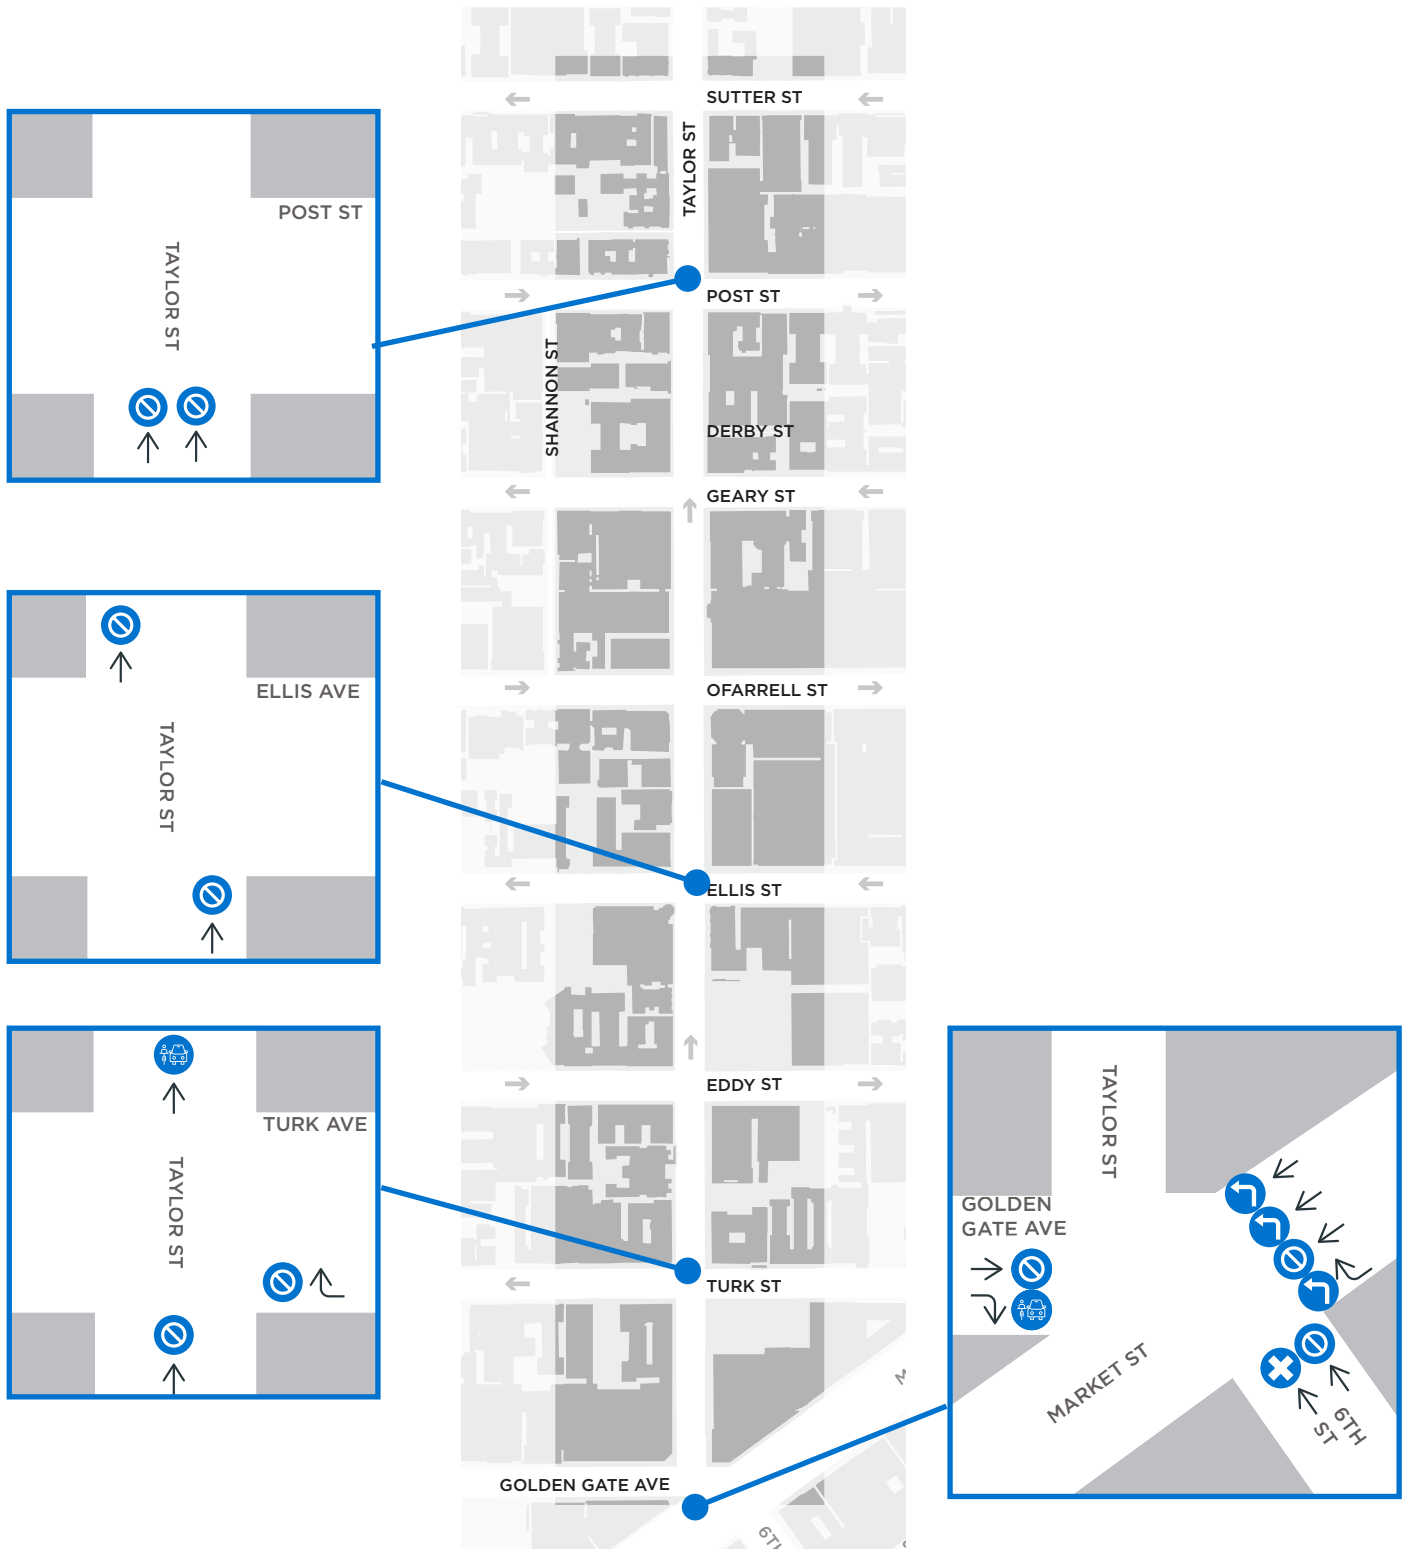 SUTTER ST
TAYLOR ST
POST ST
TAYLOR ST
POST ST
SHANNON ST
DERBY ST
GEARY ST
ELLIS AVE
TAYLOR ST
OFARRELL ST
ELLIS ST
TURK AVE
TAYLOR ST
EDDY ST
TURK ST
GOLDEN GATE AVE
TAYLOR ST
GOLDEN
GATE AVE
MARKET ST
6TH
ST